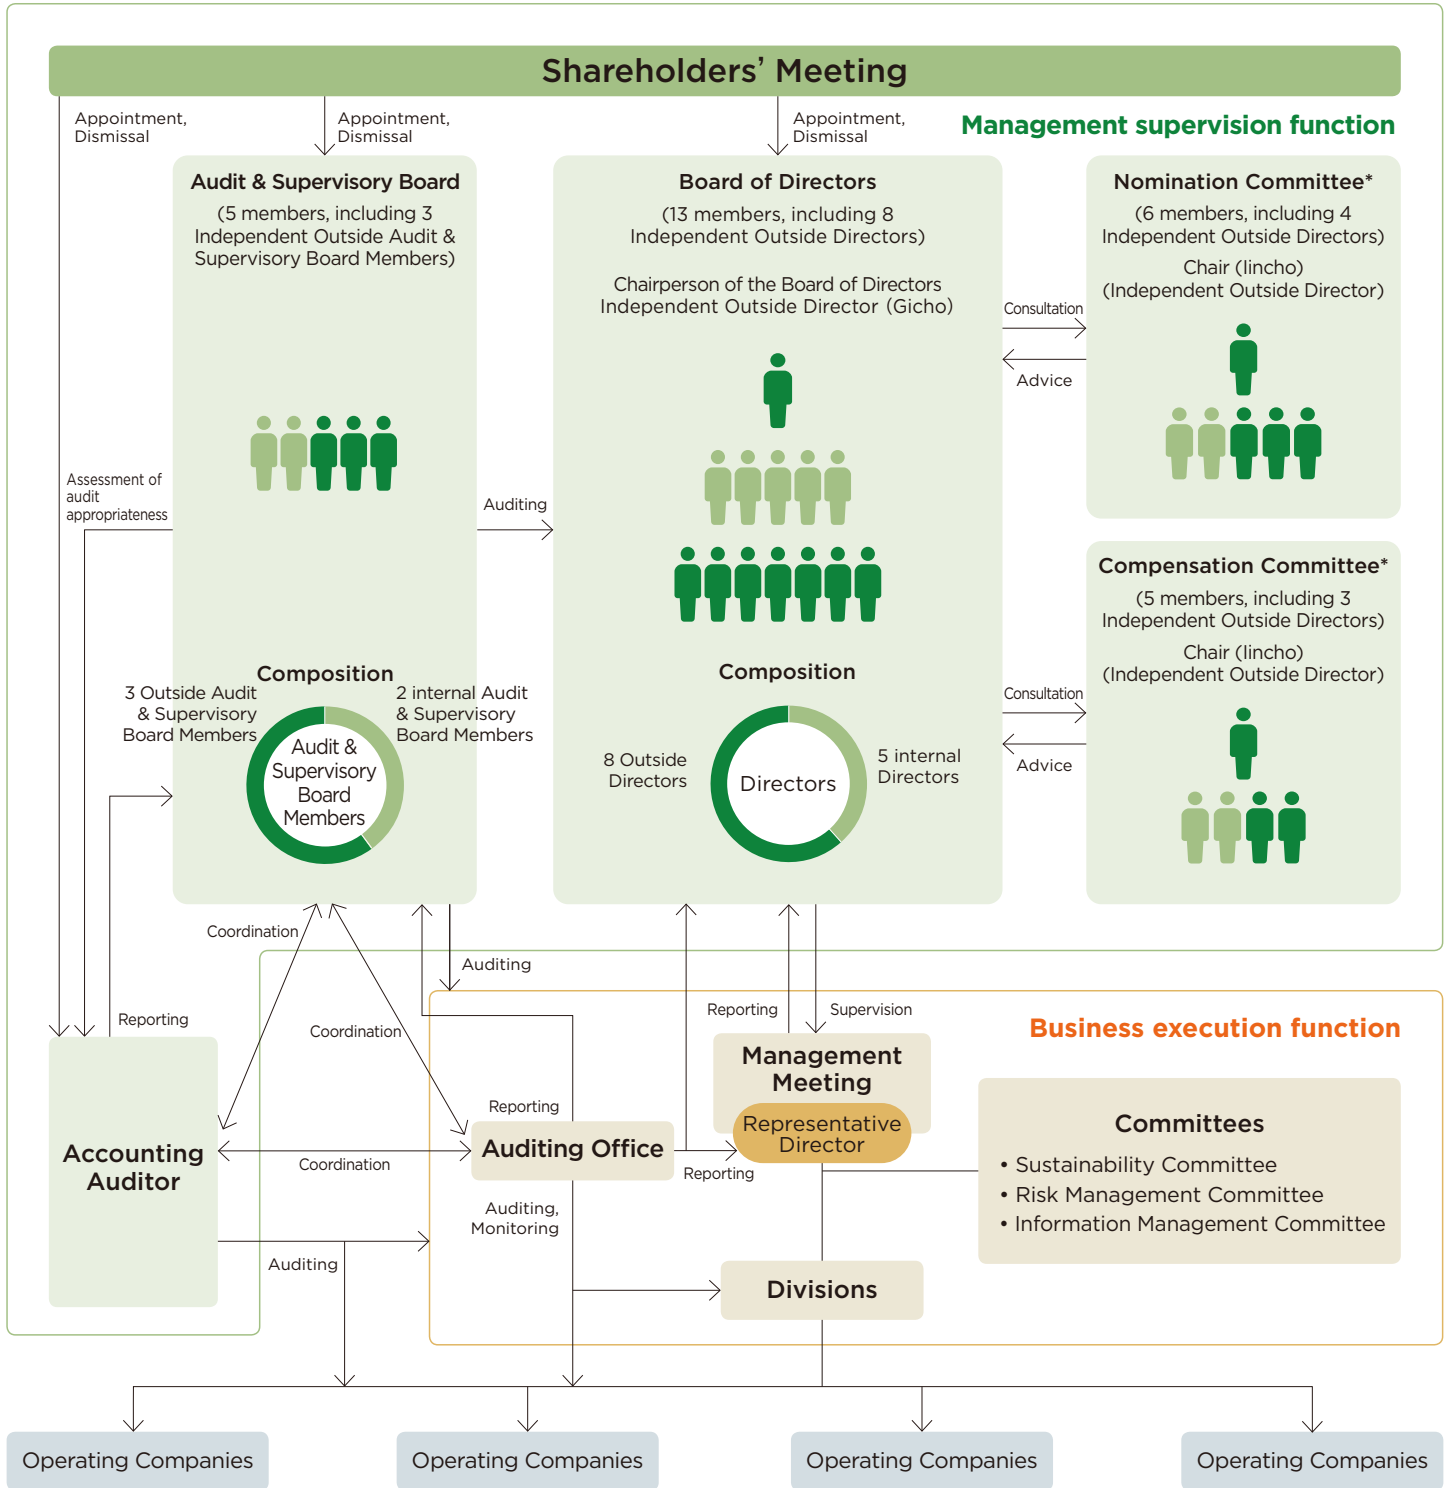 Shareholders’ Meeting
Appointment,
Dismissal
Appointment,
Dismissal
Appointment,
Dismissal
Management supervision function
Audit & Supervisory Board
(5 members, including 3
Independent Outside Audit &
Supervisory Board Members)
Board of Directors
(13 members, including 8
Independent Outside Directors)
Chairperson of the Board of Directors
Independent Outside Director (Gicho)
Nomination Committee*
(6 members, including 4
Independent Outside Directors)
Chair (Iincho)
(Independent Outside Director)
Consultation
Advice
Assessment of
audit
appropriateness
Auditing
Compensation Committee*
(5 members, including 3
Independent Outside Directors)
Chair (Iincho)
(Independent Outside Director)
Consultation
Advice
Composition
3 Outside Audit
& Supervisory
Board Members
2 internal Audit
& Supervisory
Board Members
Audit &
Supervisory
Board
Members
Composition
8 Outside
Directors
5 internal
Directors
Directors
Coordination
Auditing
Reporting
Coordination
Reporting
Supervision
Business execution function
Management
Meeting
Representative
Director
Reporting
Auditing Office
Reporting
Accounting
Auditor
Coordination
Auditing,
Monitoring
Auditing
Committees
• Sustainability Committee
• Risk Management Committee
• Information Management Committee
Divisions
Operating Companies
Operating Companies
Operating Companies
Operating Companies